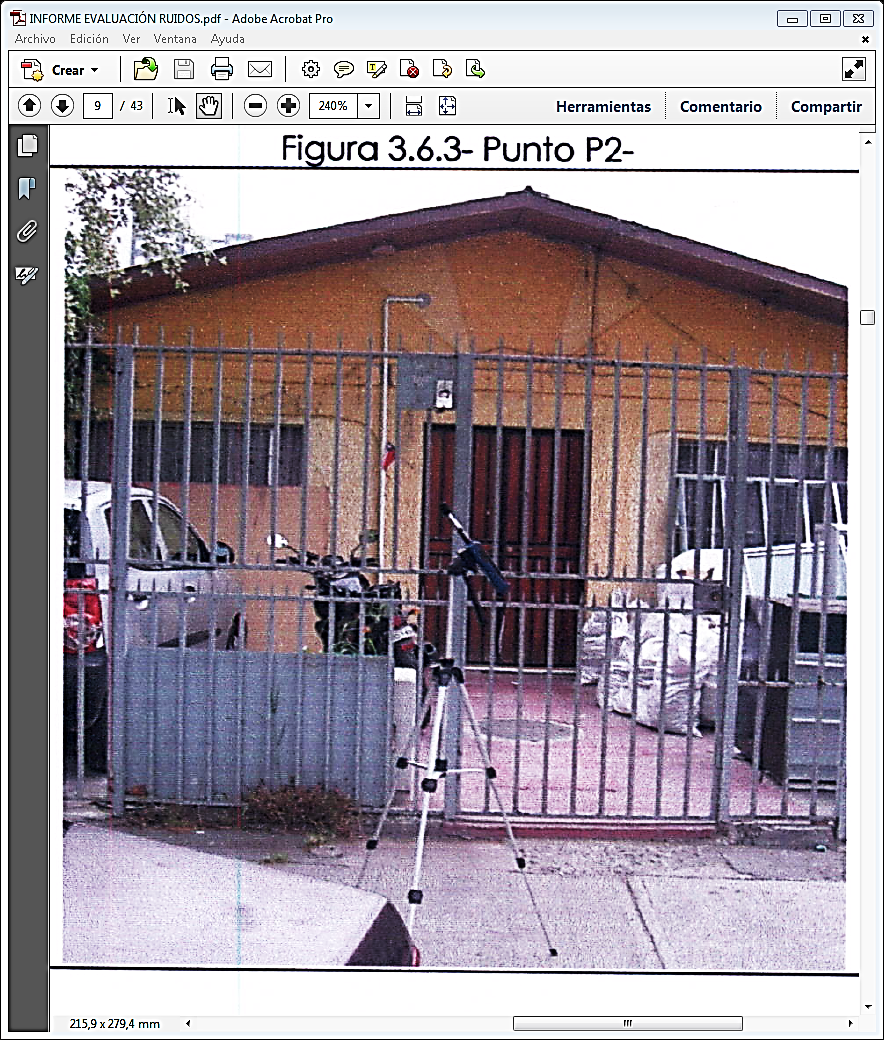 INFORME EVALUACIÓN RUIDOS.pdf - Adobe Acrobat Pro
Archivo Edición Ver Ventana Ayuda
Crear
9 / 43 240% Herramientas Comentario Compartir
Figura 3.6.3- Punto P2-
215,9 x 279,4 mm